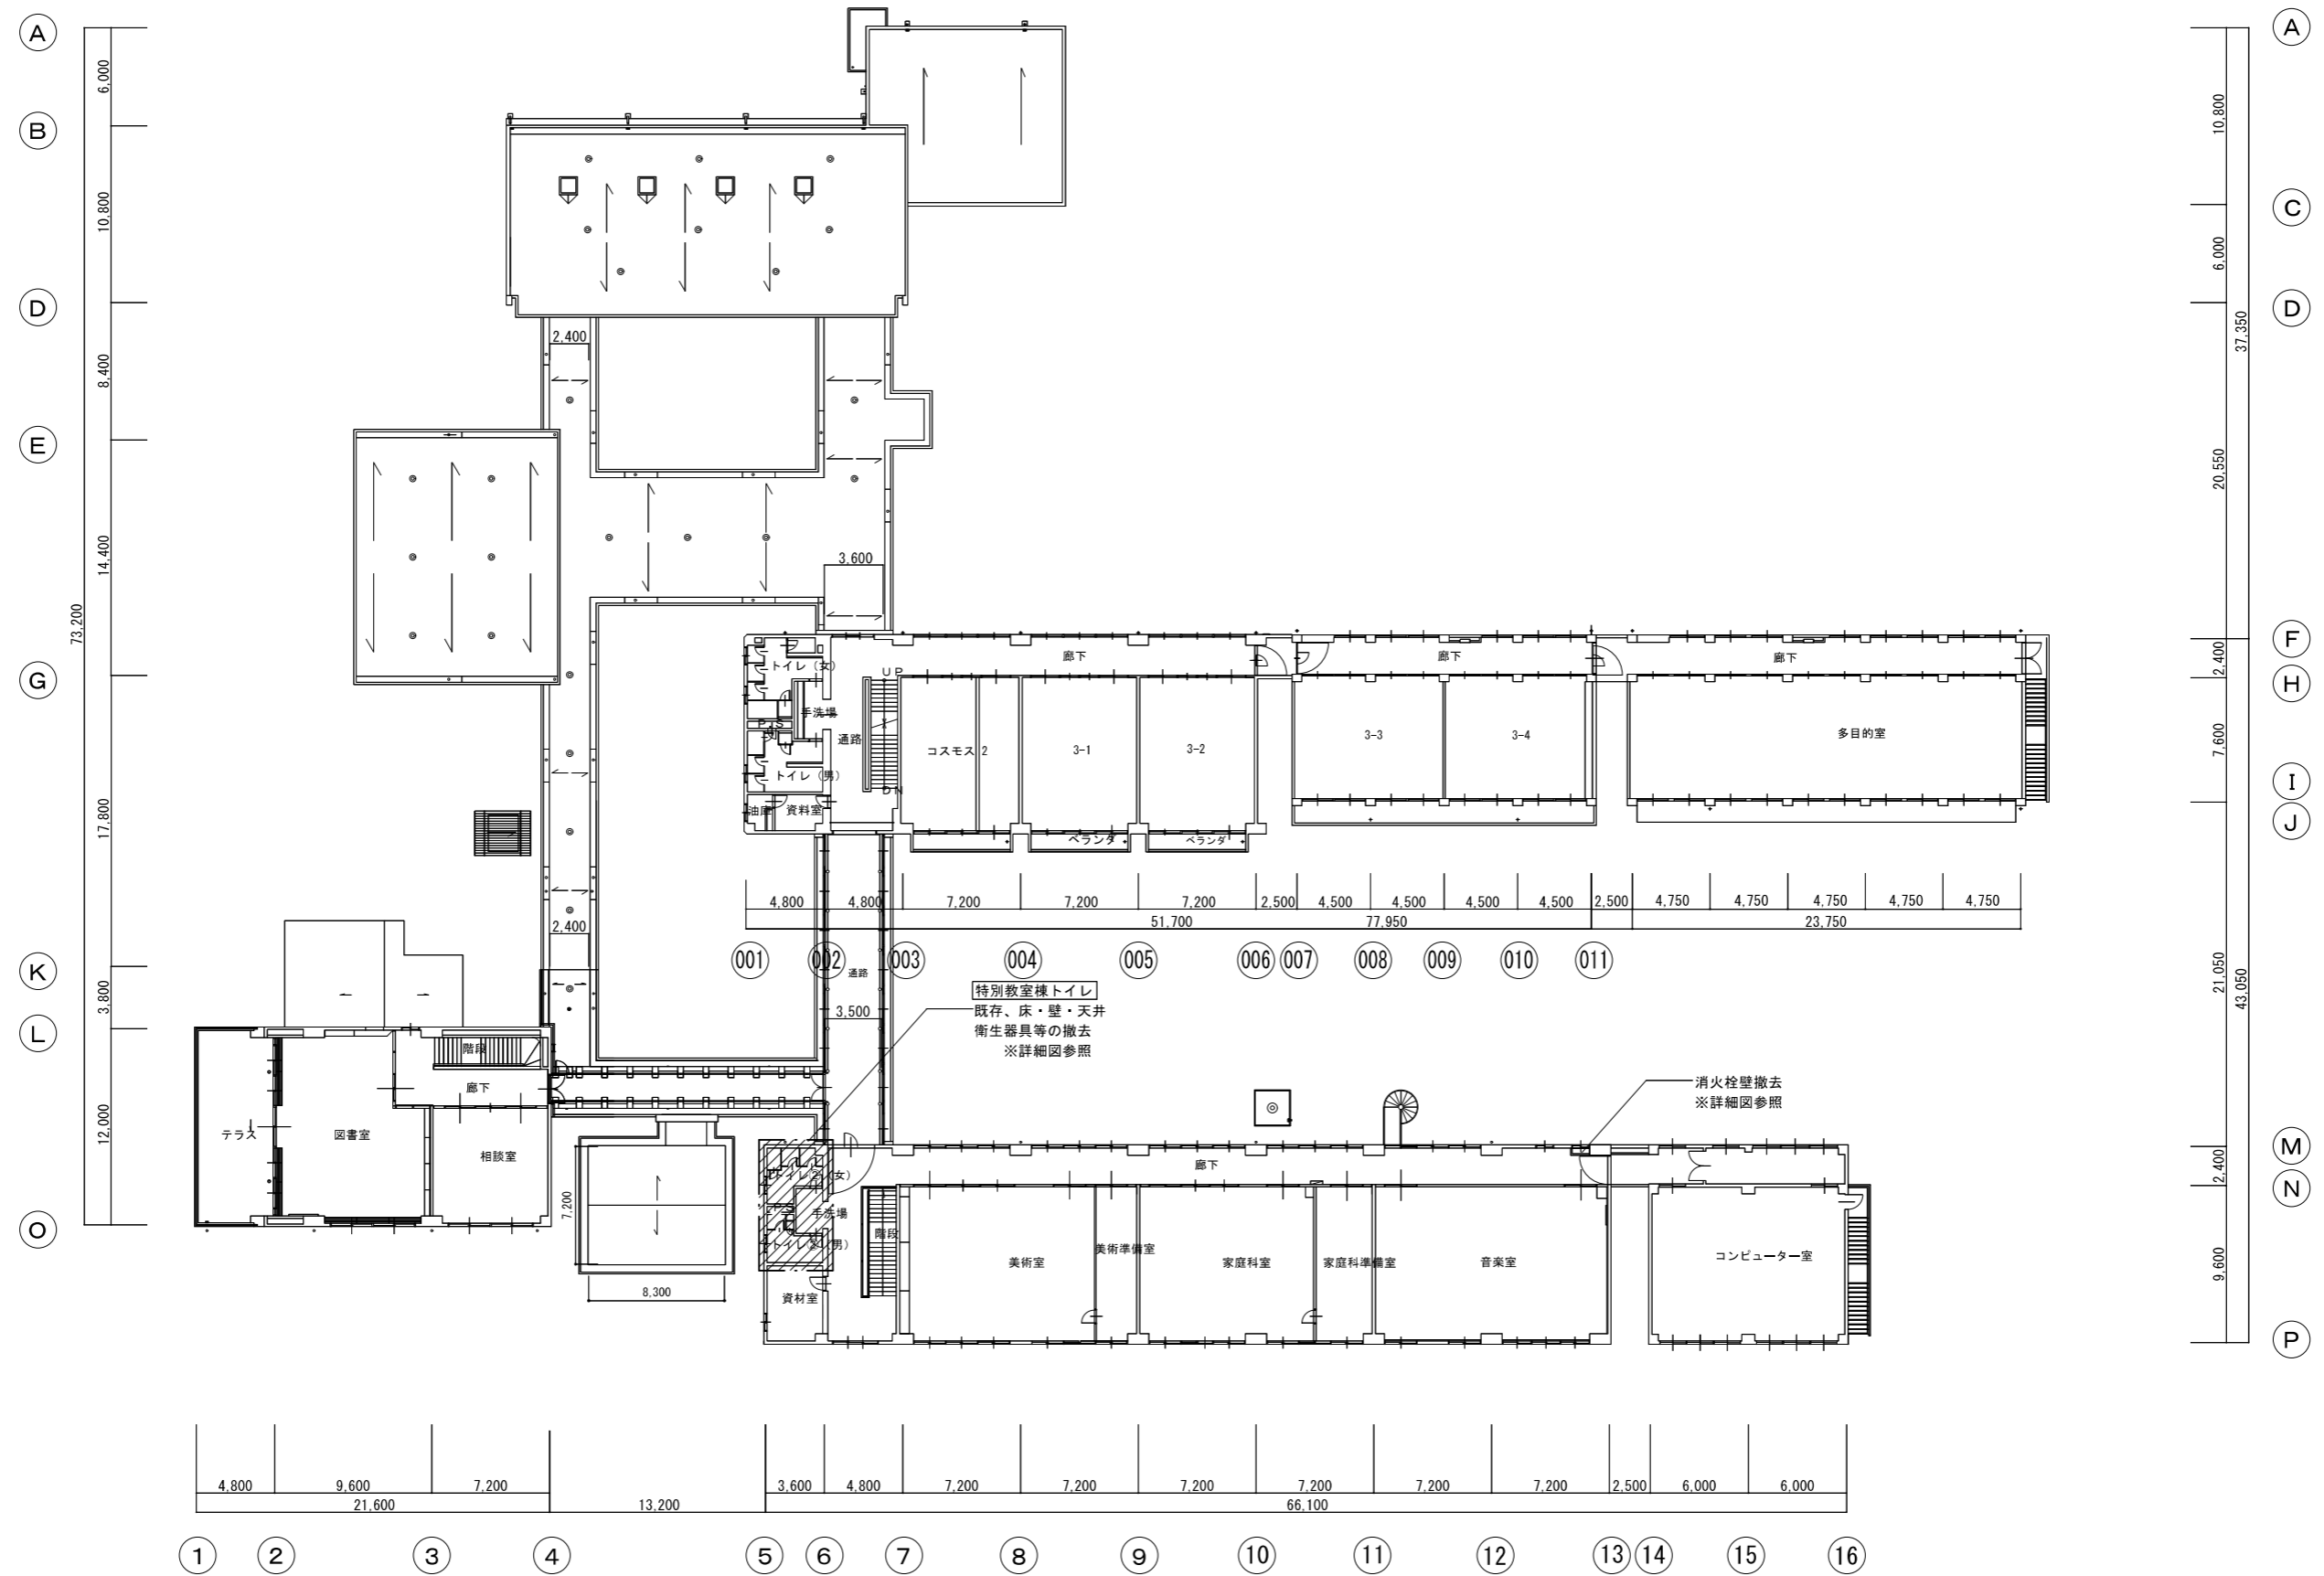 A
B
D
E
G
K
L
O
6,000
10,800
8,400
14,400
17,800
3,800
12,000
73,200
A
C
D
F
H
I
J
M
N
P
10,800
6,000
20,550
2,400
7,600
21,050
2,400
9,600
37,350
43,050
2,400
3,600
トイレ（女）
手洗場
通路
UP
DN
トイレ（男）
油庫
資料室
廊下
廊下
廊下
コスモス 2
3-1
3-2
3-3
3-4
多目的室
ベランダ
ベランダ
4,800
4,800
7,200
7,200
7,200
2,500
4,500
4,500
4,500
4,500
2,500
4,750
4,750
4,750
4,750
4,750
51,700
77,950
23,750
001
002
003
004
005
006
007
008
009
010
011
2,400
通路
3,500
特別教室棟トイレ
既存、床・壁・天井
衛生器具等の撤去
※詳細図参照
消火栓壁撤去
※詳細図参照
階段
廊下
テラス
図書室
相談室
7,200
8,300
手洗場
階段
資材室
廊下
美術室
美術準備室
家庭科室
家庭科準備室
音楽室
コンピューター室
4,800
9,600
7,200
3,600
4,800
7,200
7,200
7,200
7,200
7,200
7,200
2,500
6,000
6,000
21,600
13,200
66,100
1
2
3
4
5
6
7
8
9
10
11
12
13
14
15
16